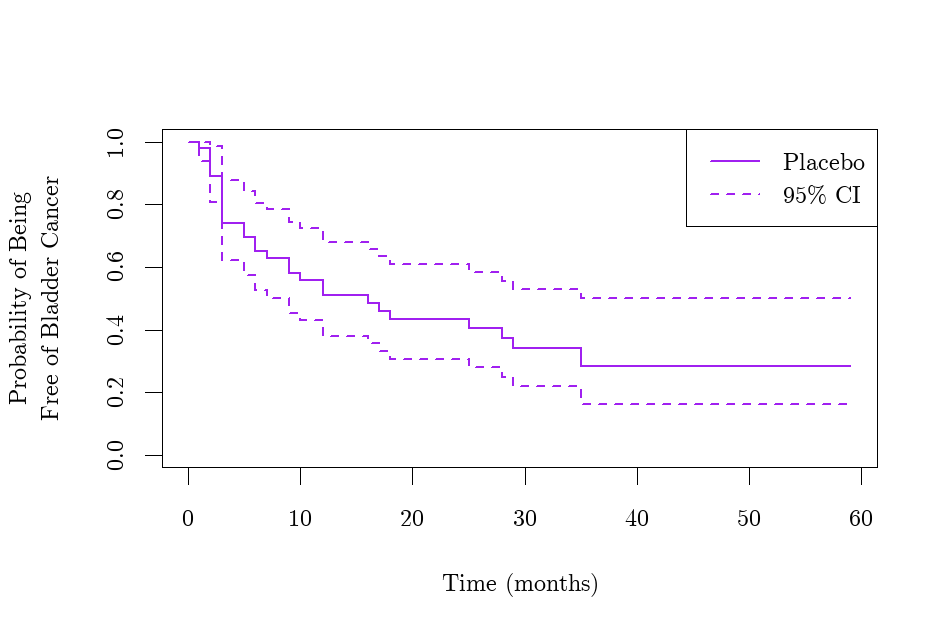 Probability of Being
Free of Bladder Cancer
1.0
0.8
0.6
0.4
0.2
0.0
Placebo
95% CI
0 10 20 30 40 50 60
Time (months)